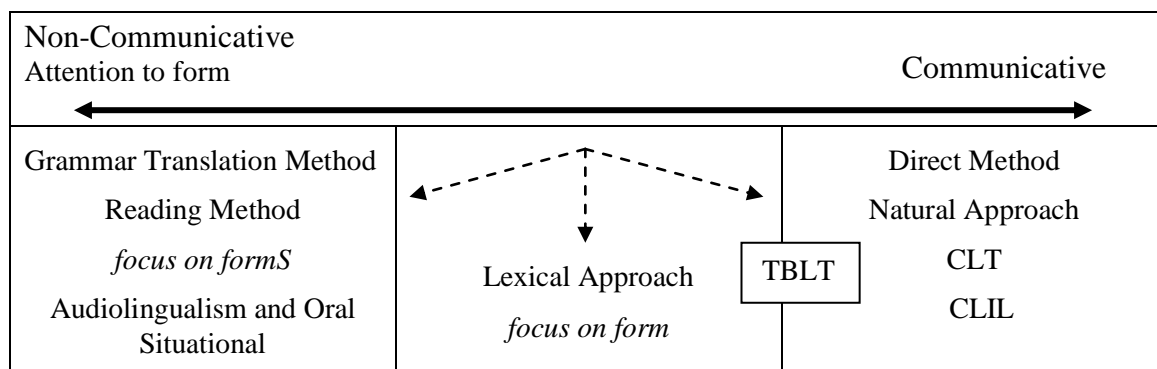 Non-Communicative
Attention to form
Communicative
Grammar Translation Method
Reading Method
focus on formS
Audiolingualism and Oral
Situational
Lexical Approach
focus on form
TBLT
Direct Method
Natural Approach
CLT
CLIL